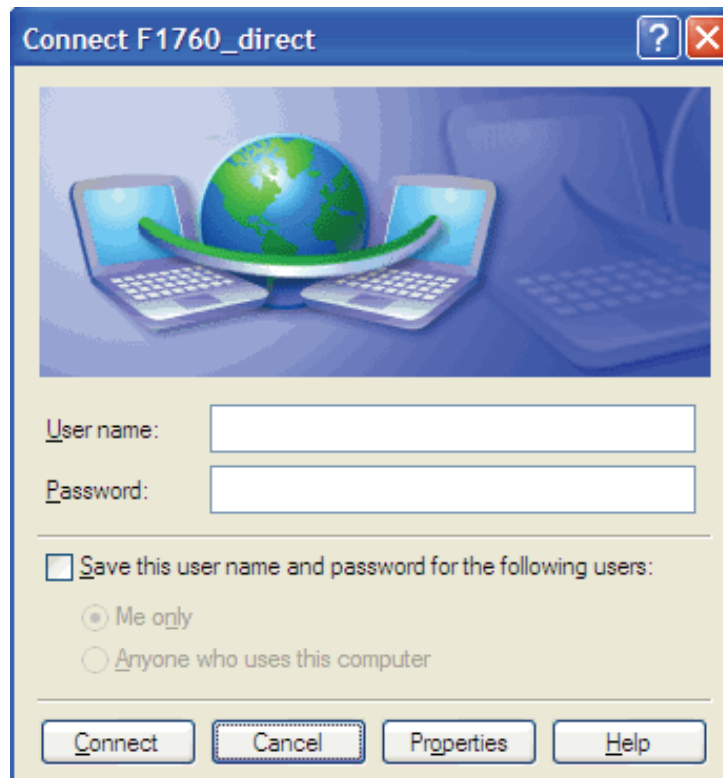 Connect F1760_direct
User name:
Password:
Save this user name and password for the following users:
Me only
Anyone who uses this computer
Connect Cancel Properties Help